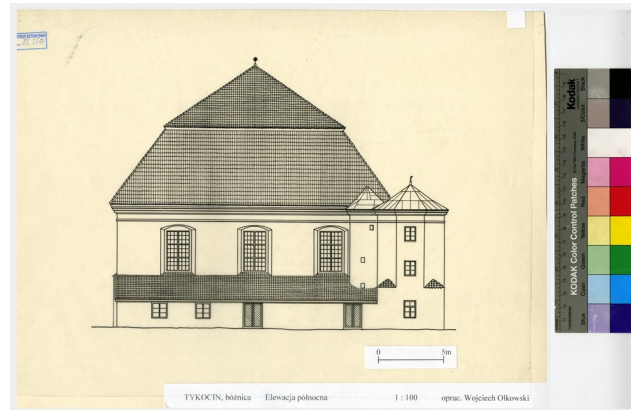 0 5m
TYKOCIN, bóżnica Elewacja północna 1 : 100 oprac. Wojciech Olkowski
Kodak
KODAK Color Control Patches
Blue Cyan Green Yellow Red Magenta White 3/Color Black